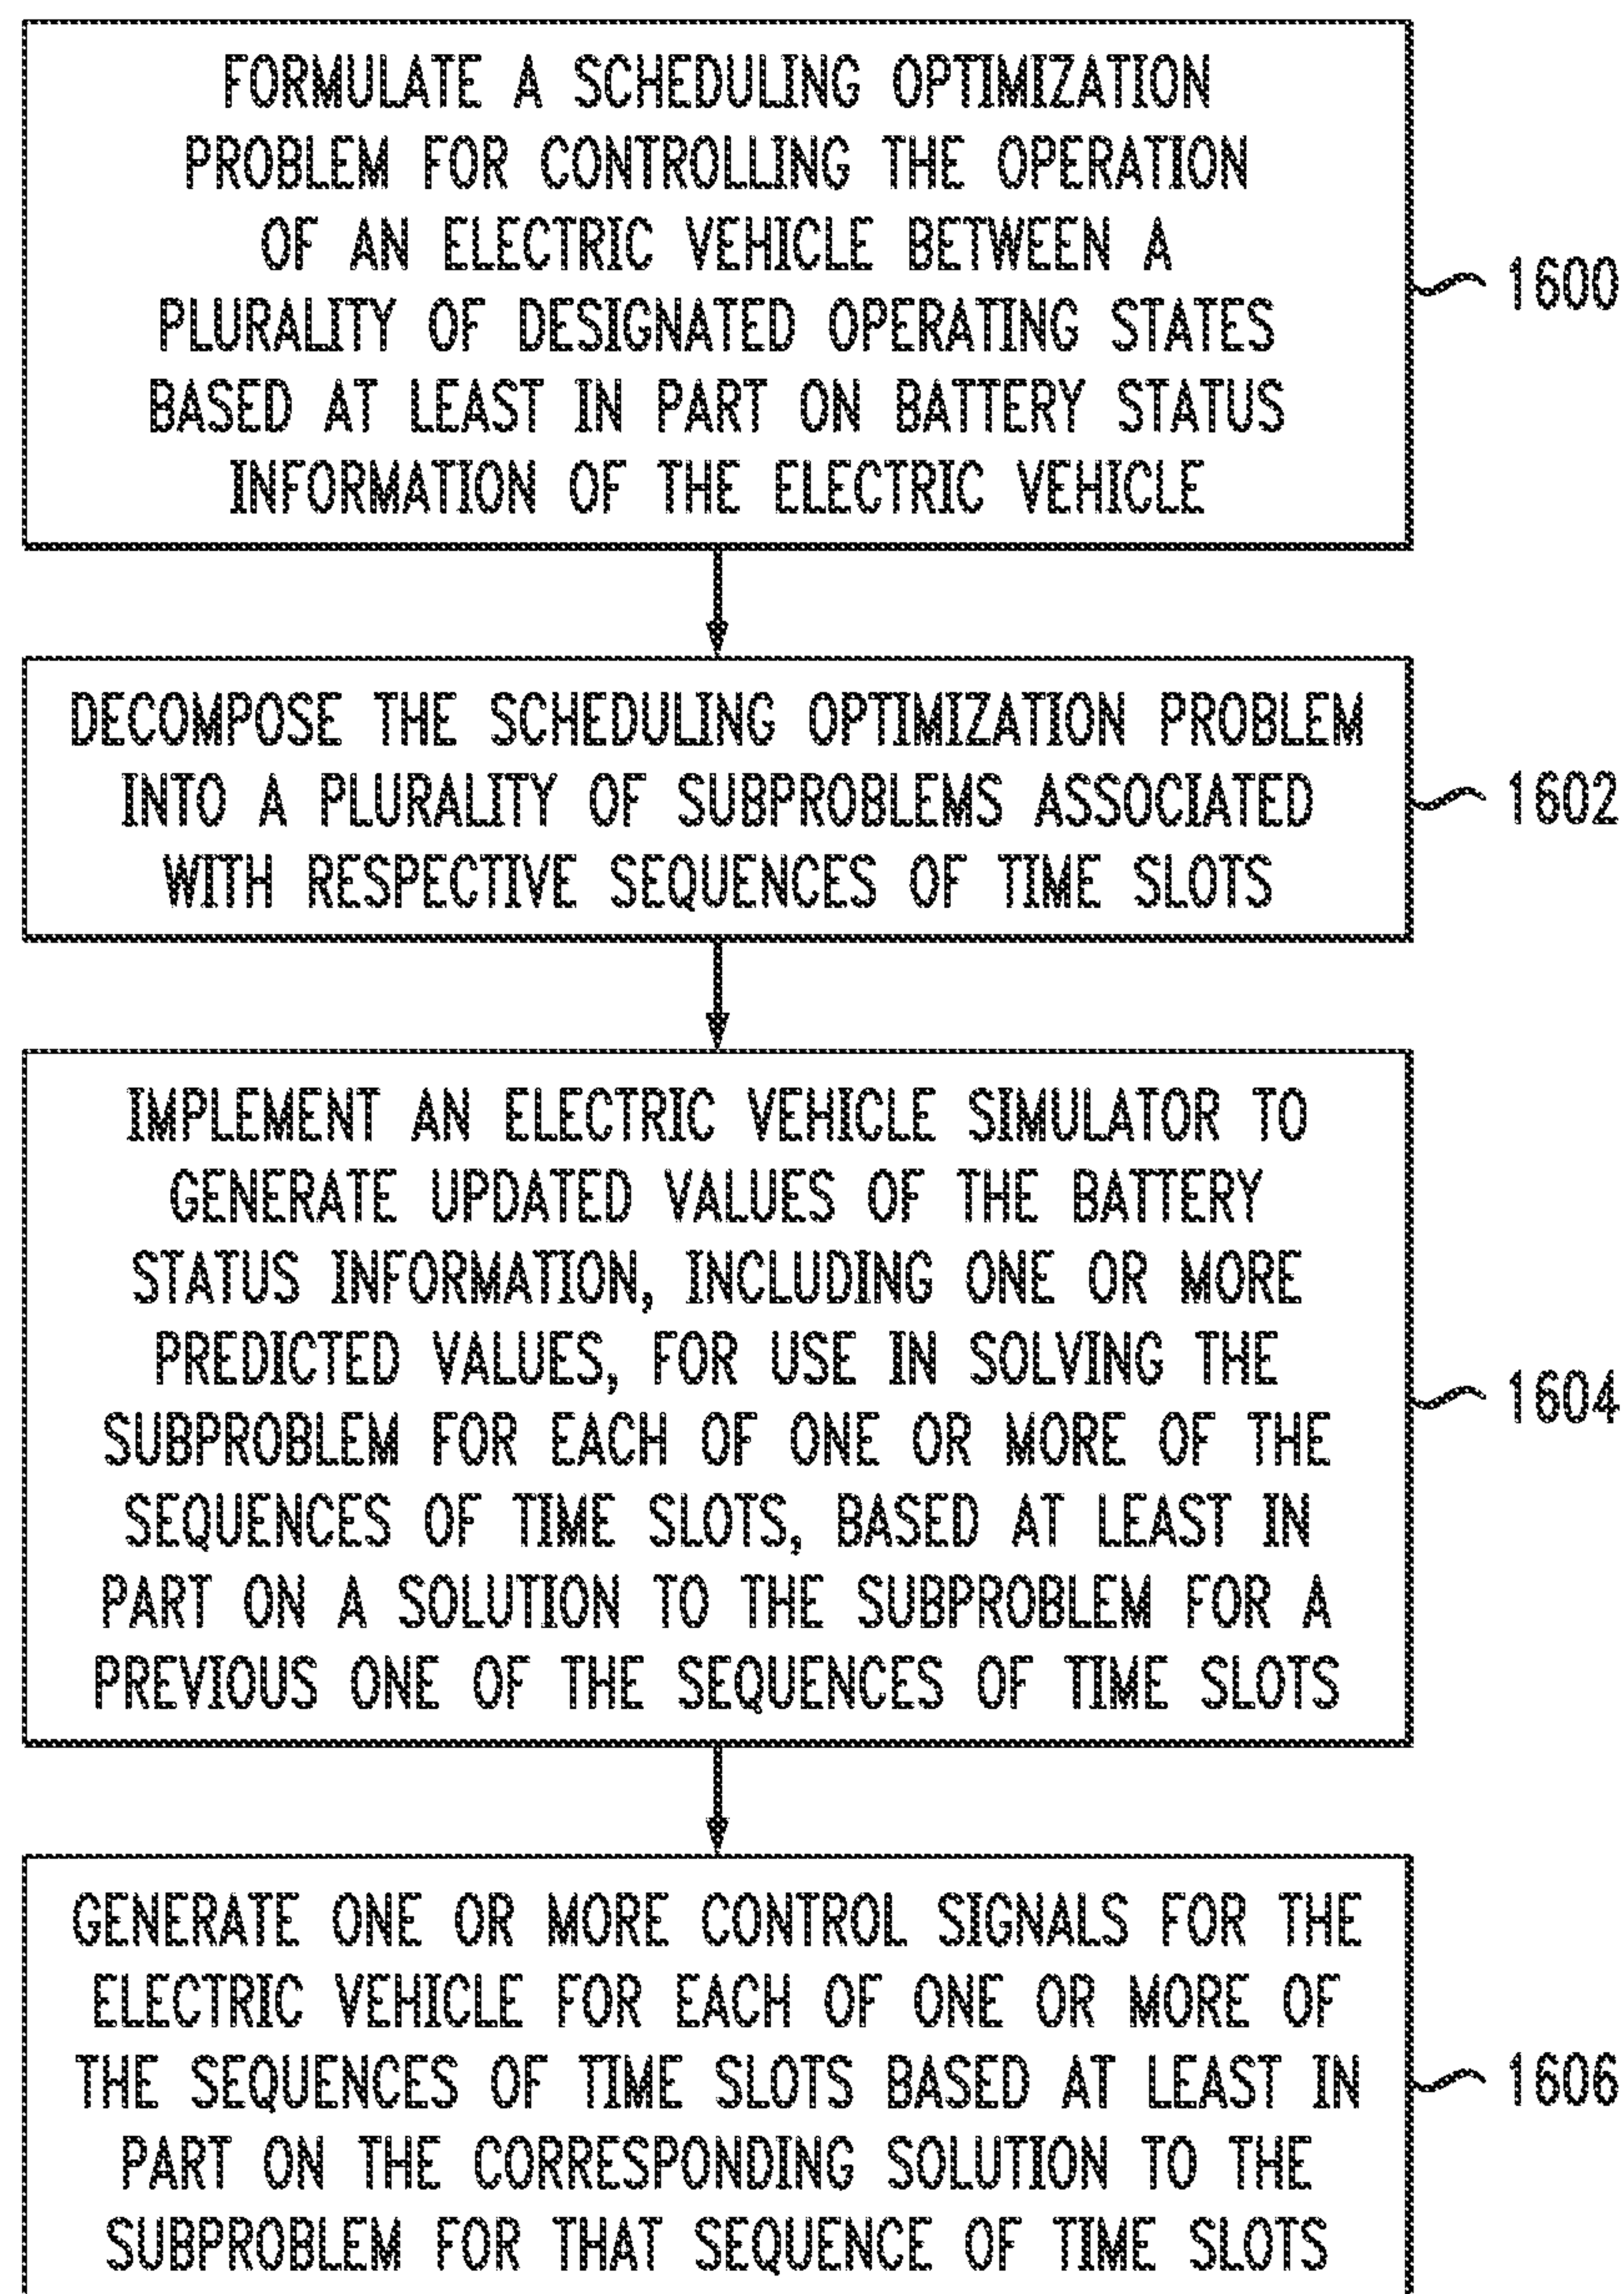 FORMULATE A SCHEDULING OPTIMIZATION
PROBLEM FOR CONTROLLING THE OPERATION
OF AN ELECTRIC VEHICLE BETWEEN A
PLURALITY OF DESIGNATED OPERATING STATES
BASED AT LEAST IN PART ON BATTERY STATUS
INFORMATION OF THE ELECTRIC VEHICLE
1600
DECOMPOSE THE SCHEDULING OPTIMIZATION PROBLEM
INTO A PLURALITY OF SUBPROBLEMS ASSOCIATED
WITH RESPECTIVE SEQUENCES OF TIME SLOTS
1602
IMPLEMENT AN ELECTRIC VEHICLE SIMULATOR TO
GENERATE UPDATED VALUES OF THE BATTERY
STATUS INFORMATION, INCLUDING ONE OR MORE
PREDICTED VALUES, FOR USE IN SOLVING THE
SUBPROBLEM FOR EACH OF ONE OR MORE OF THE
SEQUENCES OF TIME SLOTS, BASED AT LEAST IN
PART ON A SOLUTION TO THE SUBPROBLEM FOR A
PREVIOUS ONE OF THE SEQUENCES OF TIME SLOTS
1604
GENERATE ONE OR MORE CONTROL SIGNALS FOR THE
ELECTRIC VEHICLE FOR EACH OF ONE OR MORE OF
THE SEQUENCES OF TIME SLOTS BASED AT LEAST IN
PART ON THE CORRESPONDING SOLUTION TO THE
SUBPROBLEM FOR THAT SEQUENCE OF TIME SLOTS
1606